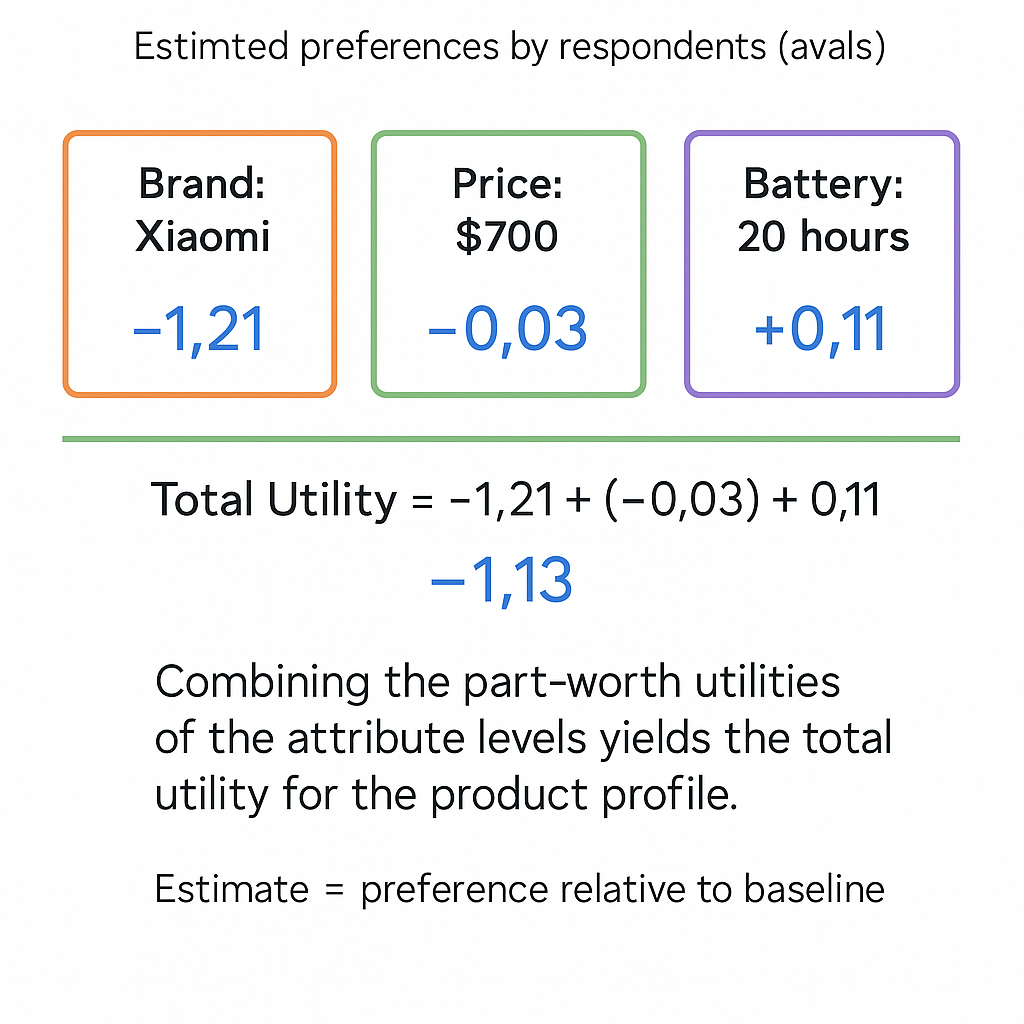 Estimted preferences by respondents (avals)
Brand:
Xiaomi
−1,21
Price:
$700
−0,03
Battery:
20 hours
+0,11
Total Utility = −1,21 + (−0,03) + 0,11
−1,13
Combining the part-worth utilities
of the attribute levels yields the total
utility for the product profile.
Estimate = preference relative to baseline